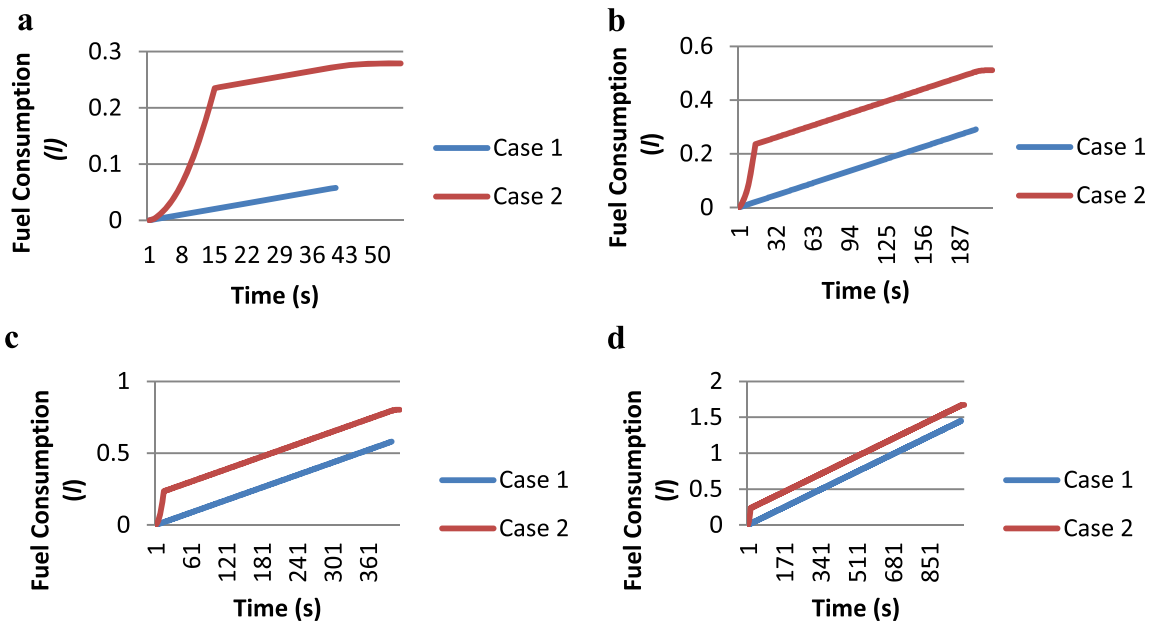 a
Fuel Consumption
(l)
0.3
0.2
0.1
0
1 8 15 22 29 36 43 50
Time (s)
Case 1
Case 2
b
Fuel Consumption
(l)
0.6
0.4
0.2
0
1 32 63 94 125 156 187
Time (s)
Case 1
Case 2
c
Fuel Consumption
(l)
1
0.5
0
1 61 121 181 241 301 361
Time (s)
Case 1
Case 2
d
Fuel Consumption
(l)
2
1.5
1
0.5
0
1 171 341 511 681 851
Time (s)
Case 1
Case 2